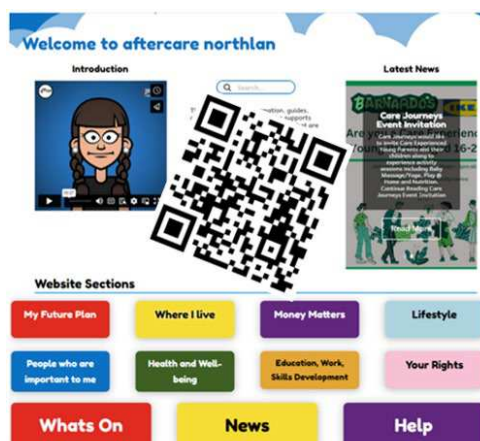 Welcome to aftercare northlan
Introduction
Latest News
Search...
BARNARDO'S
IKE
Care Journeys
Event Invitation
Care Journeys would like
to invite Care Experienced
Young Parents and their
children along to
experience activity
sessions including Baby
Massage/Yoga, Play @
Home and Nutrition.
Continue Reading Care
Journeys Event Invitation
Read More
Website Sections
My Future Plan
Where I live
Money Matters
Lifestyle
People who are
important to me
Health and Well-
being
Education, Work,
Skills Development
Your Rights
Whats On
News
Help